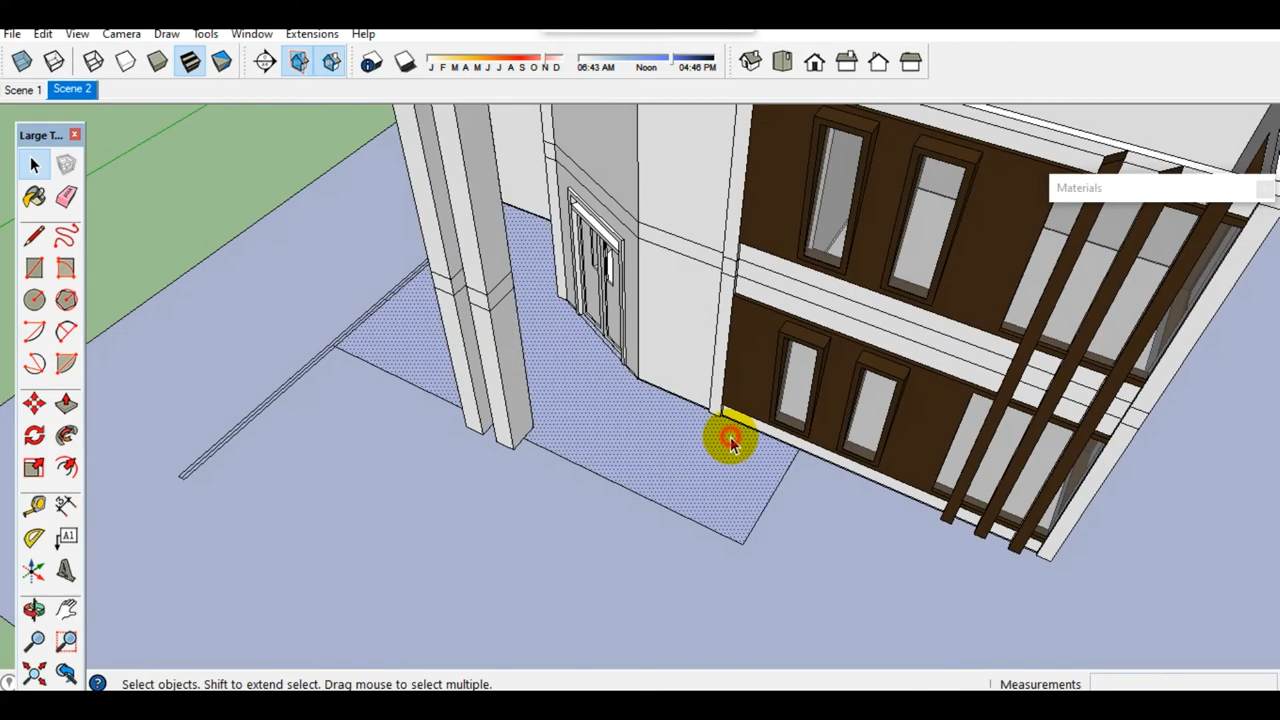 File Edit View Camera Draw Tools Window Extensions Help
J F M A M J J A S O N D
06:43 AM Noon 04:46 PM
Scene 1 Scene 2
Large T...
Materials
A1
Select objects. Shift to extend select. Drag mouse to select multiple.
Measurements